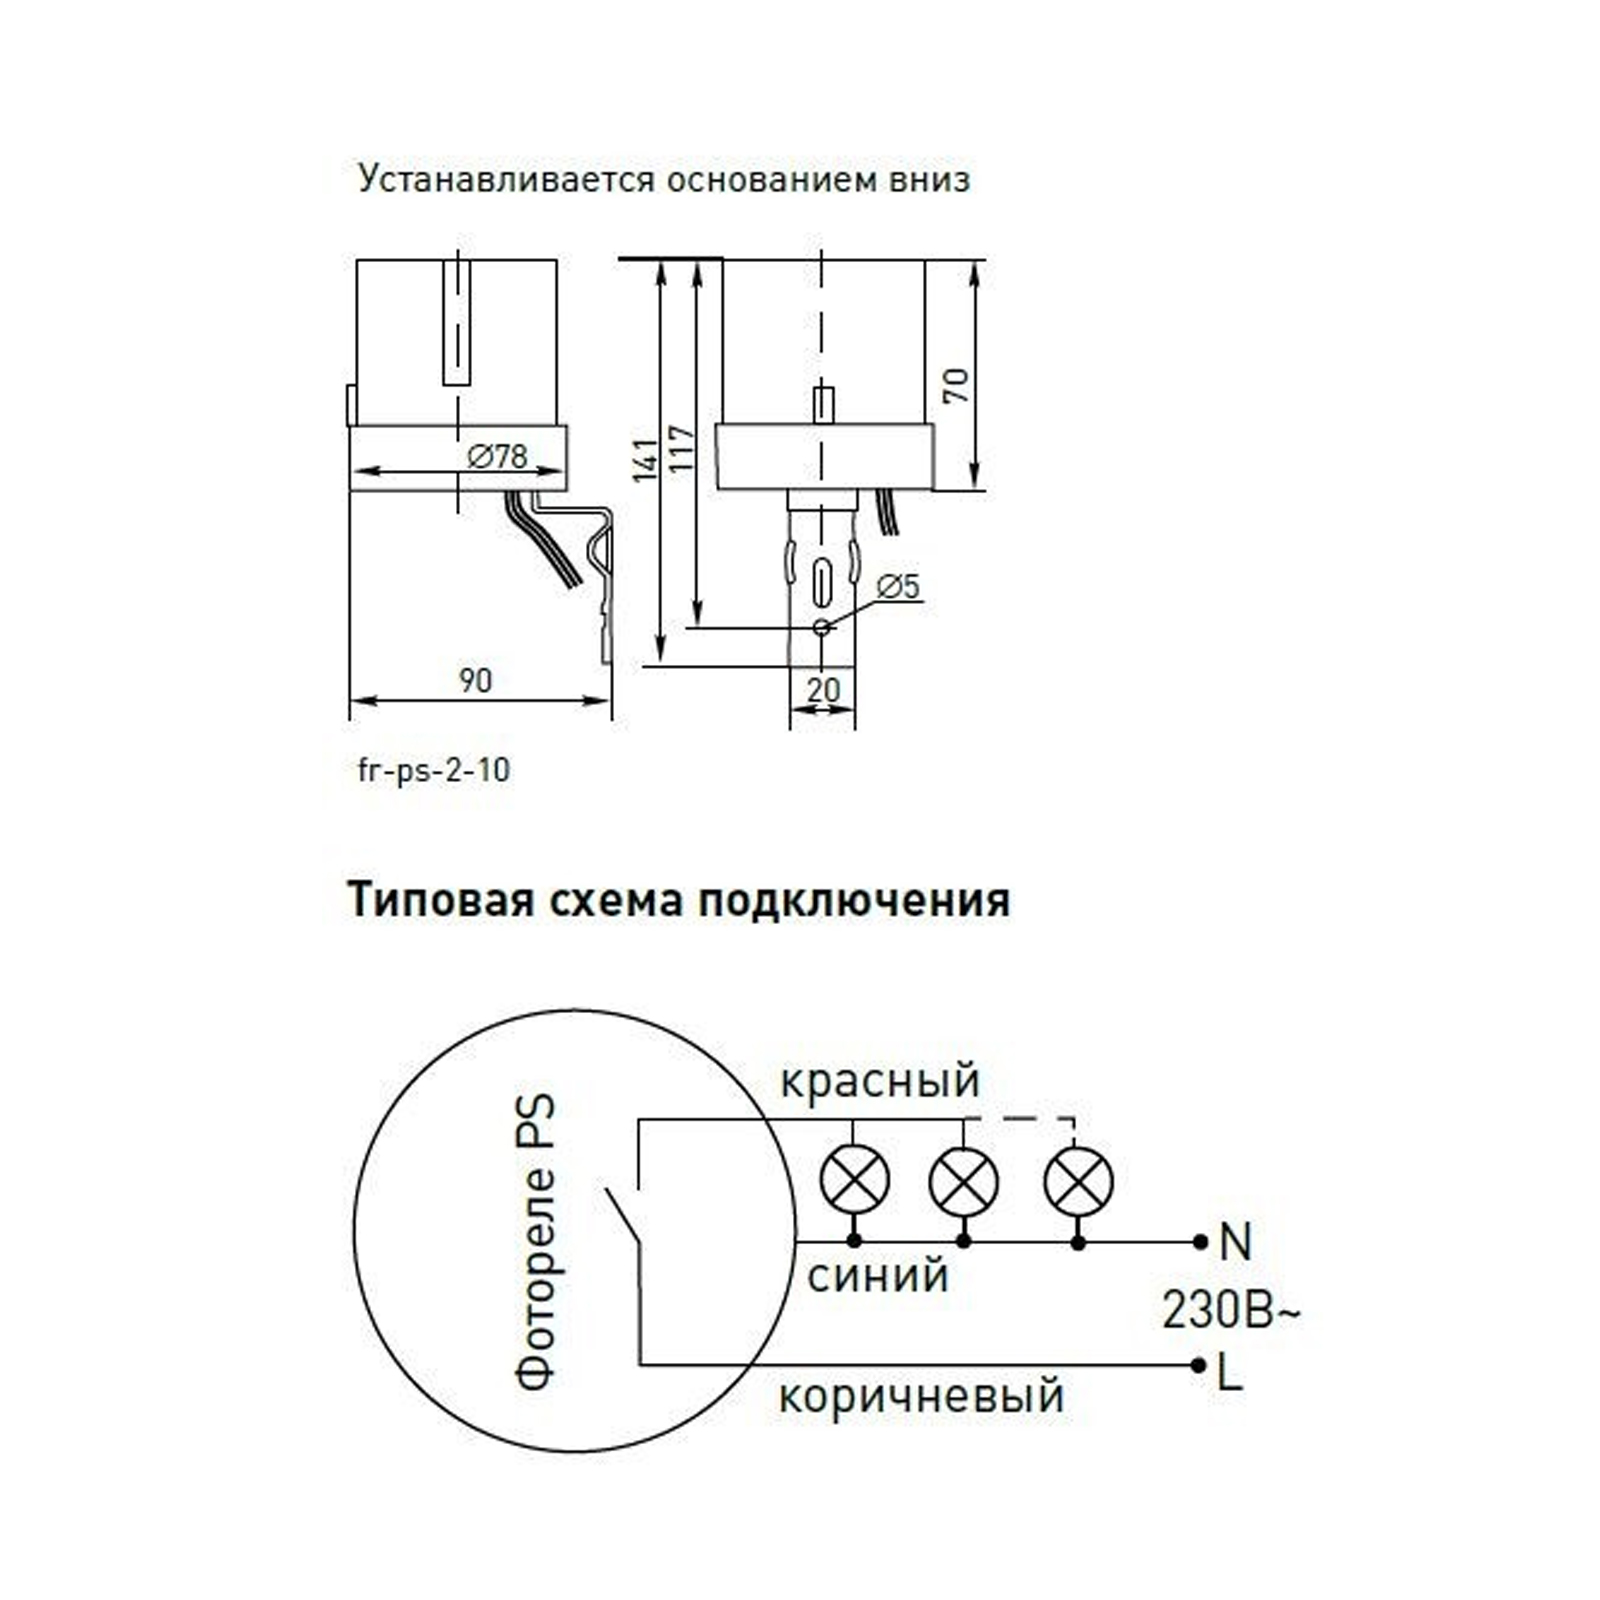 Устанавливается основанием вниз
Ø78
141
117
70
Ø5
90
20
fr-ps-2-10
Типовая схема подключения
Фотореле PS
красный
синий
N
230В~
L
коричневый